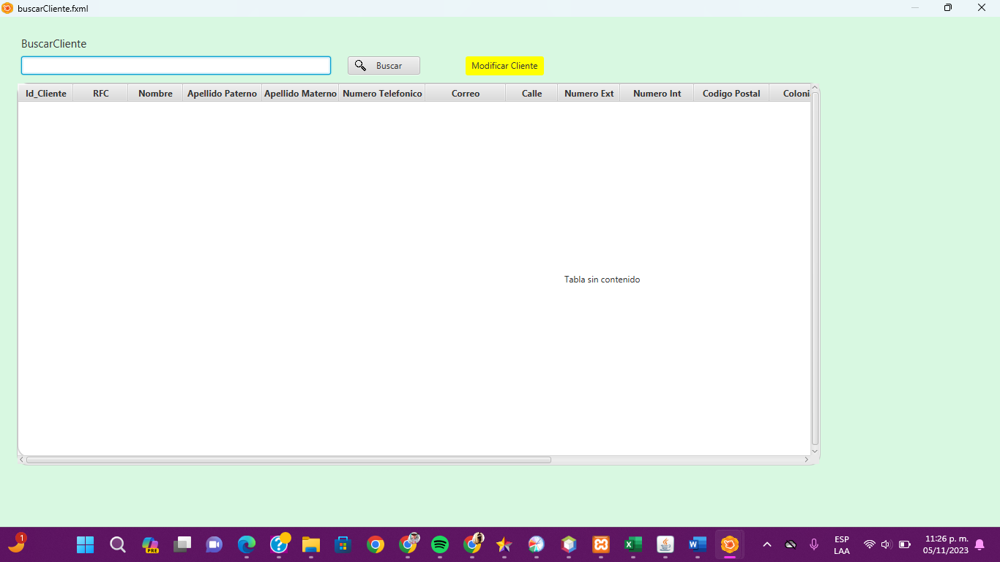 buscarCliente.fxml
BuscarCliente
Buscar
Modificar Cliente
Id_Cliente RFC Nombre Apellido Paterno Apellido Materno Numero Telefonico Correo Calle Numero Ext Numero Int Codigo Postal Coloni
Tabla sin contenido
1
PRE
ESP
LAA
11:26 p. m.
05/11/2023